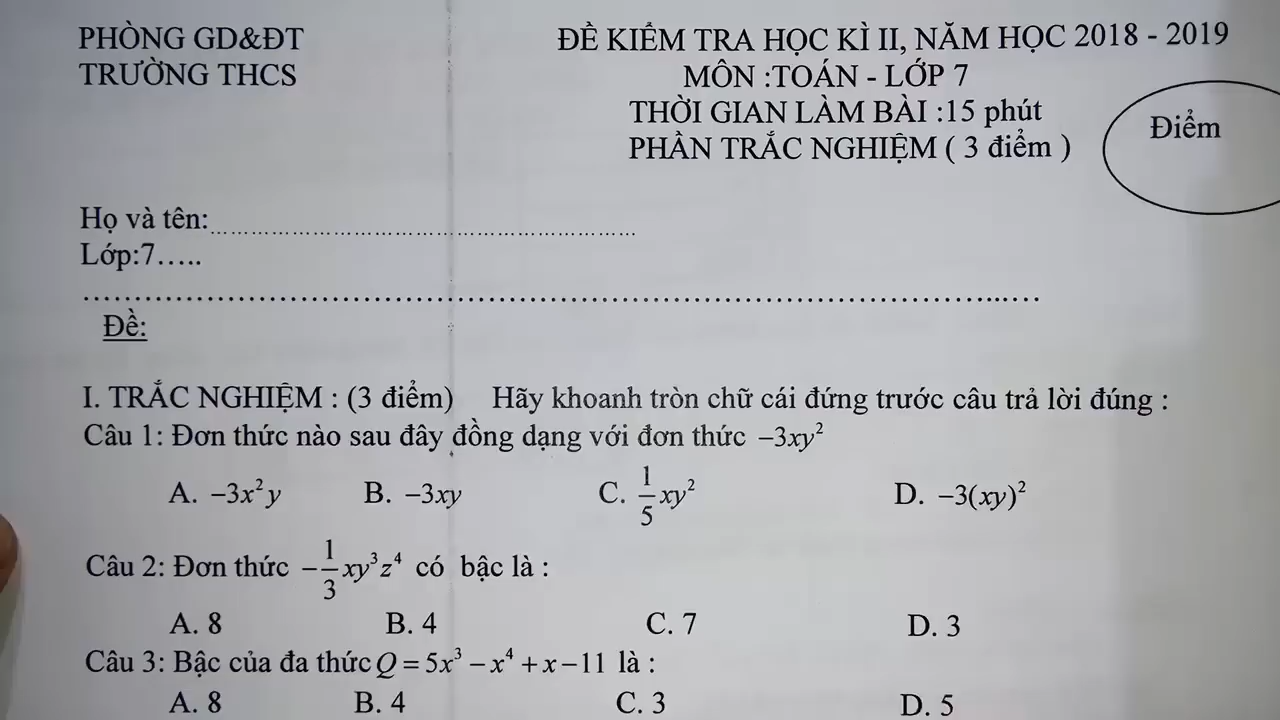 PHÒNG GD&ĐT
TRƯỜNG THCS
ĐỀ KIỂM TRA HỌC KÌ II, NĂM HỌC 2018 - 2019
MÔN :TOÁN - LỚP 7
THỜI GIAN LÀM BÀI :15 phút
PHẦN TRẮC NGHIỆM ( 3 điểm )
Điểm
Họ và tên:............................................................
Lớp:7…..
……………………………………………………………………………...…
Đề:
I. TRẮC NGHIỆM : (3 điểm) Hãy khoanh tròn chữ cái đứng trước câu trả lời đúng :
Câu 1: Đơn thức nào sau đây đồng dạng với đơn thức −3xy²
A. −3x²y B. −3xy C. 1/5 xy² D. −3(xy)²
Câu 2: Đơn thức −1/3 xy³z⁴ có bậc là :
A. 8 B. 4 C. 7 D. 3
Câu 3: Bậc của đa thức Q = 5x³ − x⁴ + x − 11 là :
A. 8 B. 4 C. 3 D. 5